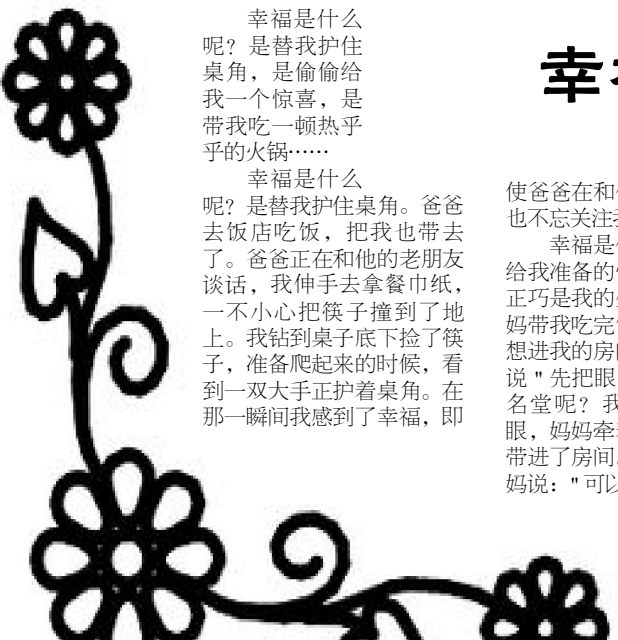 幸
幸福是什么
呢？是替我护住
桌角，是偷偷给
我一个惊喜，是
带我吃一顿热乎
乎的火锅……
幸福是什么
呢？是替我护住桌角。爸爸
去饭店吃饭，把我也带去
了。爸爸正在和他的老朋友
谈话，我伸手去拿餐巾纸，
一不小心把筷子撞到了地
上。我钻到桌子底下捡了筷
子，准备爬起来的时候，看
到一双大手正护着桌角。在
那一瞬间我感到了幸福，即
使爸爸在和
也不忘关注
幸福是
给我准备的
正巧是我的
妈带我吃完
想进我的房
说＂先把眼
名堂呢？我
眼，妈妈牵
带进了房间
妈说：＂可